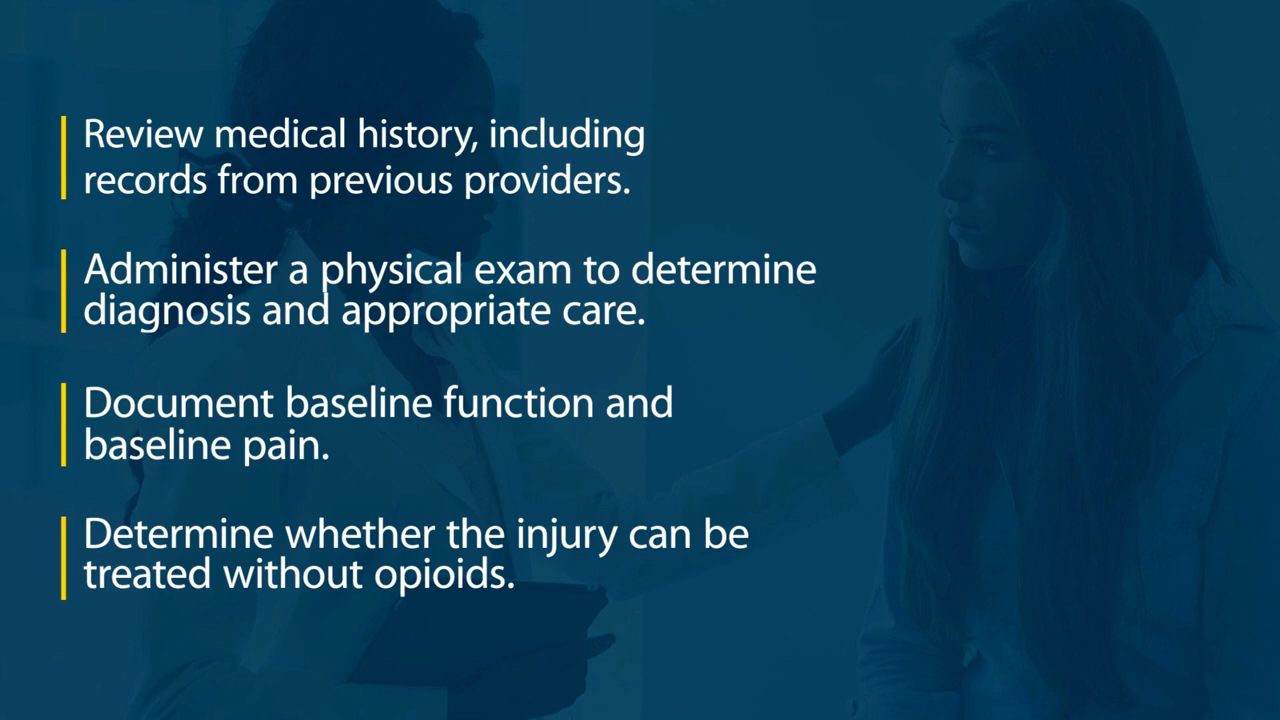 Review medical history, including
records from previous providers.
Administer a physical exam to determine
diagnosis and appropriate care.
Document baseline function and
baseline pain.
Determine whether the injury can be
treated without opioids.